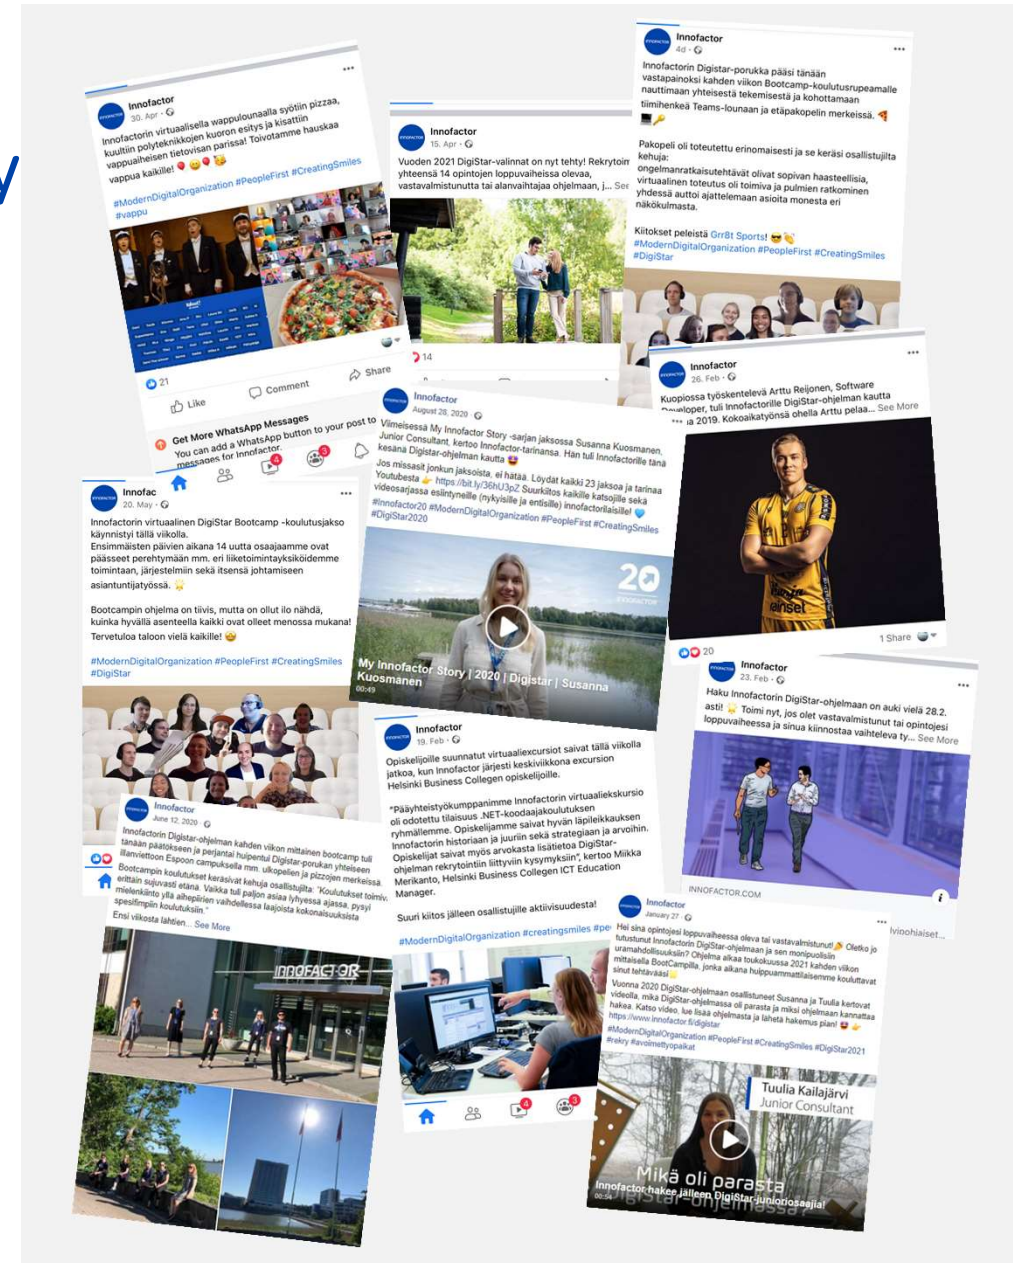 y
Innofactor
30. Apr ·
Innofactorin virtuaalisella wappulounaalla syötiin pizzaa,
kuultiin polyteknikkojen kuoron esitys ja kisattiin
vappuaiheisen tietovisan parissa! Toivotamme hauskaa
vappua kaikille! 🎈😀🎈🥳
#ModernDigitalOrganization #PeopleFirst #CreatingSmiles
#vappu
21
Like
Comment
Share
Get More WhatsApp Messages
You can add a WhatsApp button to your post to
messages for Innofactor.
4
3
Innofactor
15. Apr ·
Vuoden 2021 DigiStar-valinnat on nyt tehty! Rekrytoim
yhteensä 14 opintojen loppuvaiheissa olevaa,
vastavalmistunutta tai alanvaihtajaa ohjelmaan, j... See
14
Innofactor
4d ·
Innofactorin Digistar-porukka pääsi tänään
vastapainoksi kahden viikon Bootcamp-koulutusrupeamalle
nauttimaan yhteisestä tekemisestä ja kohottamaan
tiimihenkeä Teams-lounaan ja etäpakopelin merkeissä. 🍕
💻🔑
Pakopeli oli toteutettu erinomaisesti ja se keräsi osallistujilta
kehuja:
ongelmanratkaisutehtävät olivat sopivan haasteellisia,
virtuaalinen toteutus oli toimiva ja pulmien ratkominen
yhdessä auttoi ajattelemaan asioita monesta eri
näkökulmasta.
Kiitokset peleistä Grr8t Sports! 😎👏
#ModernDigitalOrganization #PeopleFirst #CreatingSmiles
#DigiStar
Innofactor
26. Feb ·
Kuopiossa työskentelevä Arttu Reijonen, Software
Developer, tuli Innofactorille DigiStar-ohjelman kautta
na 2019. Kokoaikatyönsä ohella Arttu pelaa... See More
reinset
20
1 Share
Innofactor
August 28, 2020 ·
Viimeisessä My Innofactor Story -sarjan jaksossa Susanna Kuosmanen,
Junior Consultant, kertoo Innofactor-tarinansa. Hän tuli Innofactorille tänä
kesänä Digistar-ohjelman kautta 🤩
Jos missasit jonkun jaksoista, ei hätää. Löydät kaikki 23 jaksoa ja tarinaa
Youtubesta 👉 https://bit.ly/36hU3pZ Suurkiitos kaikille katsojille sekä
videosarjassa esiintyneille (nykyisille ja entisille) innofactorilaisille! 💙
#Innofactor20 #ModernDigitalOrganization #PeopleFirst #CreatingSmiles
#DigiStar2020
20
INNOFACTOR
My Innofactor Story | 2020 | Digistar | Susanna
Kuosmanen
00:49
Innofac
20. May ·
Innofactorin virtuaalinen DigiStar Bootcamp -koulutusjakso
käynnistyi tällä viikolla.
Ensimmäisten päivien aikana 14 uutta osaajaamme ovat
päässeet perehtymään mm. eri liiketoimintayksiköidemme
toimintaan, järjestelmiin sekä itsensä johtamiseen
asiantuntijatyössä. 🌟
Bootcampin ohjelma on tiivis, mutta on ollut ilo nähdä,
kuinka hyvällä asenteella kaikki ovat olleet menossa mukana!
Tervetuloa taloon vielä kaikille! 🤩
#ModernDigitalOrganization #PeopleFirst #CreatingSmiles
#DigiStar
Innofactor
23. Feb ·
Haku Innofactorin DigiStar-ohjelmaan on auki vielä 28.2.
asti! 🌟 Toimi nyt, jos olet vastavalmistunut tai opintojesi
loppuvaiheessa ja sinua kiinnostaa vaihteleva ty... See More
INNOFACTOR.COM
Innofactor
19. Feb ·
Opiskelijoille suunnatut virtuaaliexcursiot saivat tällä viikolla
jatkoa, kun Innofactor järjesti keskiviikkona excursion
Helsinki Business Collegen opiskelijoille.
"Pääyhteistyökumppanimme Innofactorin virtuaaliekskursio
oli odotettu tilaisuus .NET-koodaajakoulutuksen
ryhmällemme. Opiskelijamme saivat hyvän läpileikkauksen
Innofactorin historiaan ja juuriin sekä strategiaan ja arvoihin.
Opiskelijat saivat myös arvokasta lisätietoa DigiStar-
ohjelman rekrytointiin liittyviin kysymyksiin", kertoo Miikka
Merikanto, Helsinki Business Collegen ICT Education
Manager.
Suuri kiitos jälleen osallistujille aktiivisuudesta!
#ModernDigitalOrganization #creatingsmiles #peo
4
3
Innofactor
June 12, 2020 ·
Innofactorin Digistar-ohjelman kahden viikon mittainen bootcamp tuli
tänään päätökseen ja perjantai huipentui Digistar-porukan yhteiseen
illanviettoon Espoon campuksella mm. ulkopelien ja pizzojen merkeissä.
Bootcampin koulutukset keräsivät kehuja osallistujilta: "Koulutukset toimivat
erittäin sujuvasti etänä. Vaikka tuli paljon asiaa lyhyessä ajassa, pysyi
mielenkiinto yllä aihepiirien vaihdellessa laajoista kokonaisuuksista
spesifimpiin koulutuksiin."
Ensi viikosta lähtien... See More
INNOFACTOR
Innofactor
January 27 ·
Hei sinä opintojesi loppuvaiheessa oleva tai vastavalmistunut! Oletko jo
tutustunut Innofactorin DigiStar-ohjelmaan ja sen monipuolisiin
uramahdollisuuksiin? Ohjelma alkaa toukokuussa 2021 kahden viikon
mittaisella BootCampilla, jonka aikana huippuammattilaisemme kouluttavat
sinut tehtävääsi🌟
Vuonna 2020 DigiStar-ohjelmaan osallistuneet Susanna ja Tuulia kertovat
videolla, mikä DigiStar-ohjelmassa oli parasta ja miksi ohjelmaan kannattaa
hakea. Katso video, lue lisää ohjelmasta ja lähetä hakemus pian! 🤩 👉
https://www.innofactor.fi/digistar
#ModernDigitalOrganization #PeopleFirst #CreatingSmiles #DigiStar2021
#rekry #avoimettyopaikat
Tuulia Kailajärvi
Junior Consultant
Mikä oli parasta
DigiStar-ohjelmassa?
Innofactor hakee jälleen DigiStar-junioriosaajia!
00:54